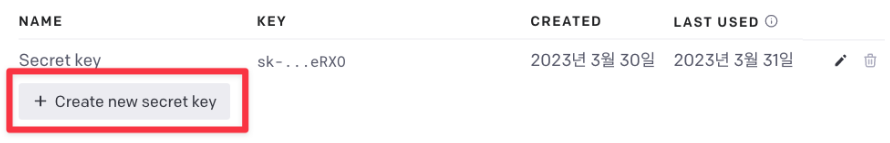 NAME KEY CREATED LAST USED
Secret key sk-...eRXO 2023년 3월 30일 2023년 3월 31일
+ Create new secret key